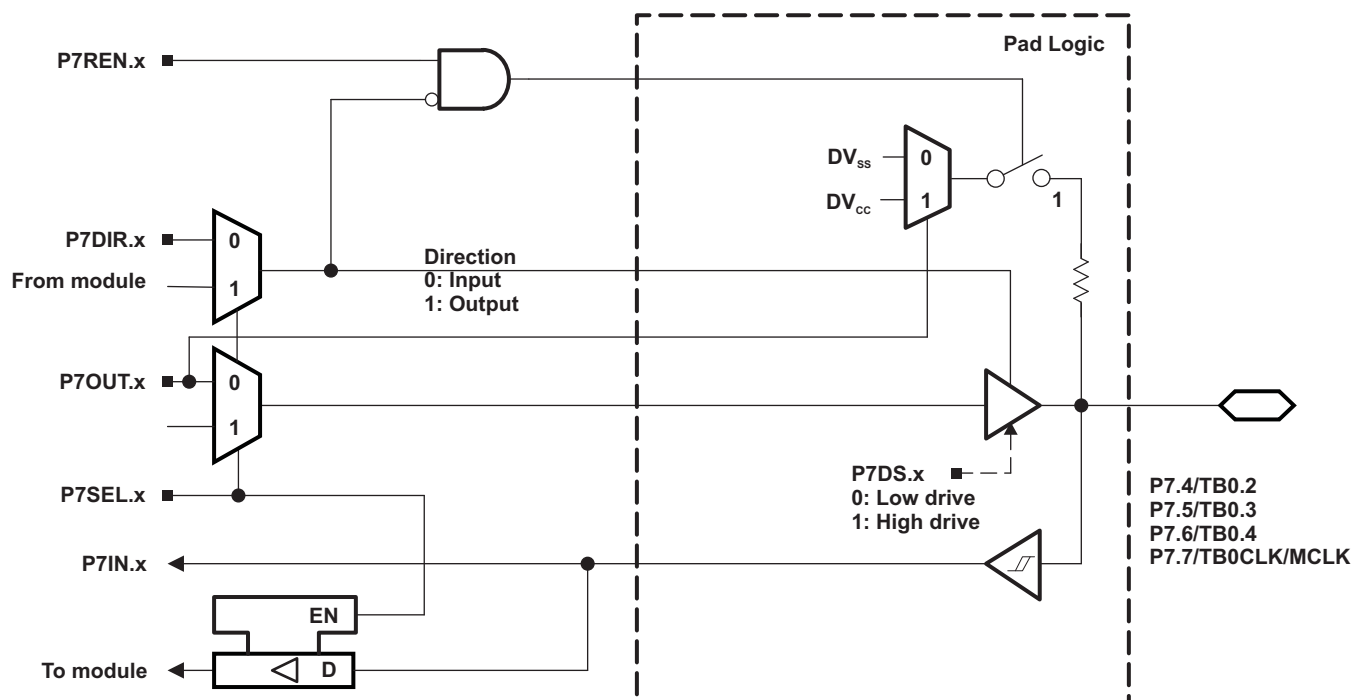 Pad Logic
P7REN.x
DVSS
0
DVCC
1
1
P7DIR.x
0
From module
1
Direction
0: Input
1: Output
P7OUT.x
0
1
P7DS.x
0: Low drive
1: High drive
P7SEL.x
P7.4/TB0.2
P7.5/TB0.3
P7.6/TB0.4
P7.7/TB0CLK/MCLK
P7IN.x
EN
To module
D